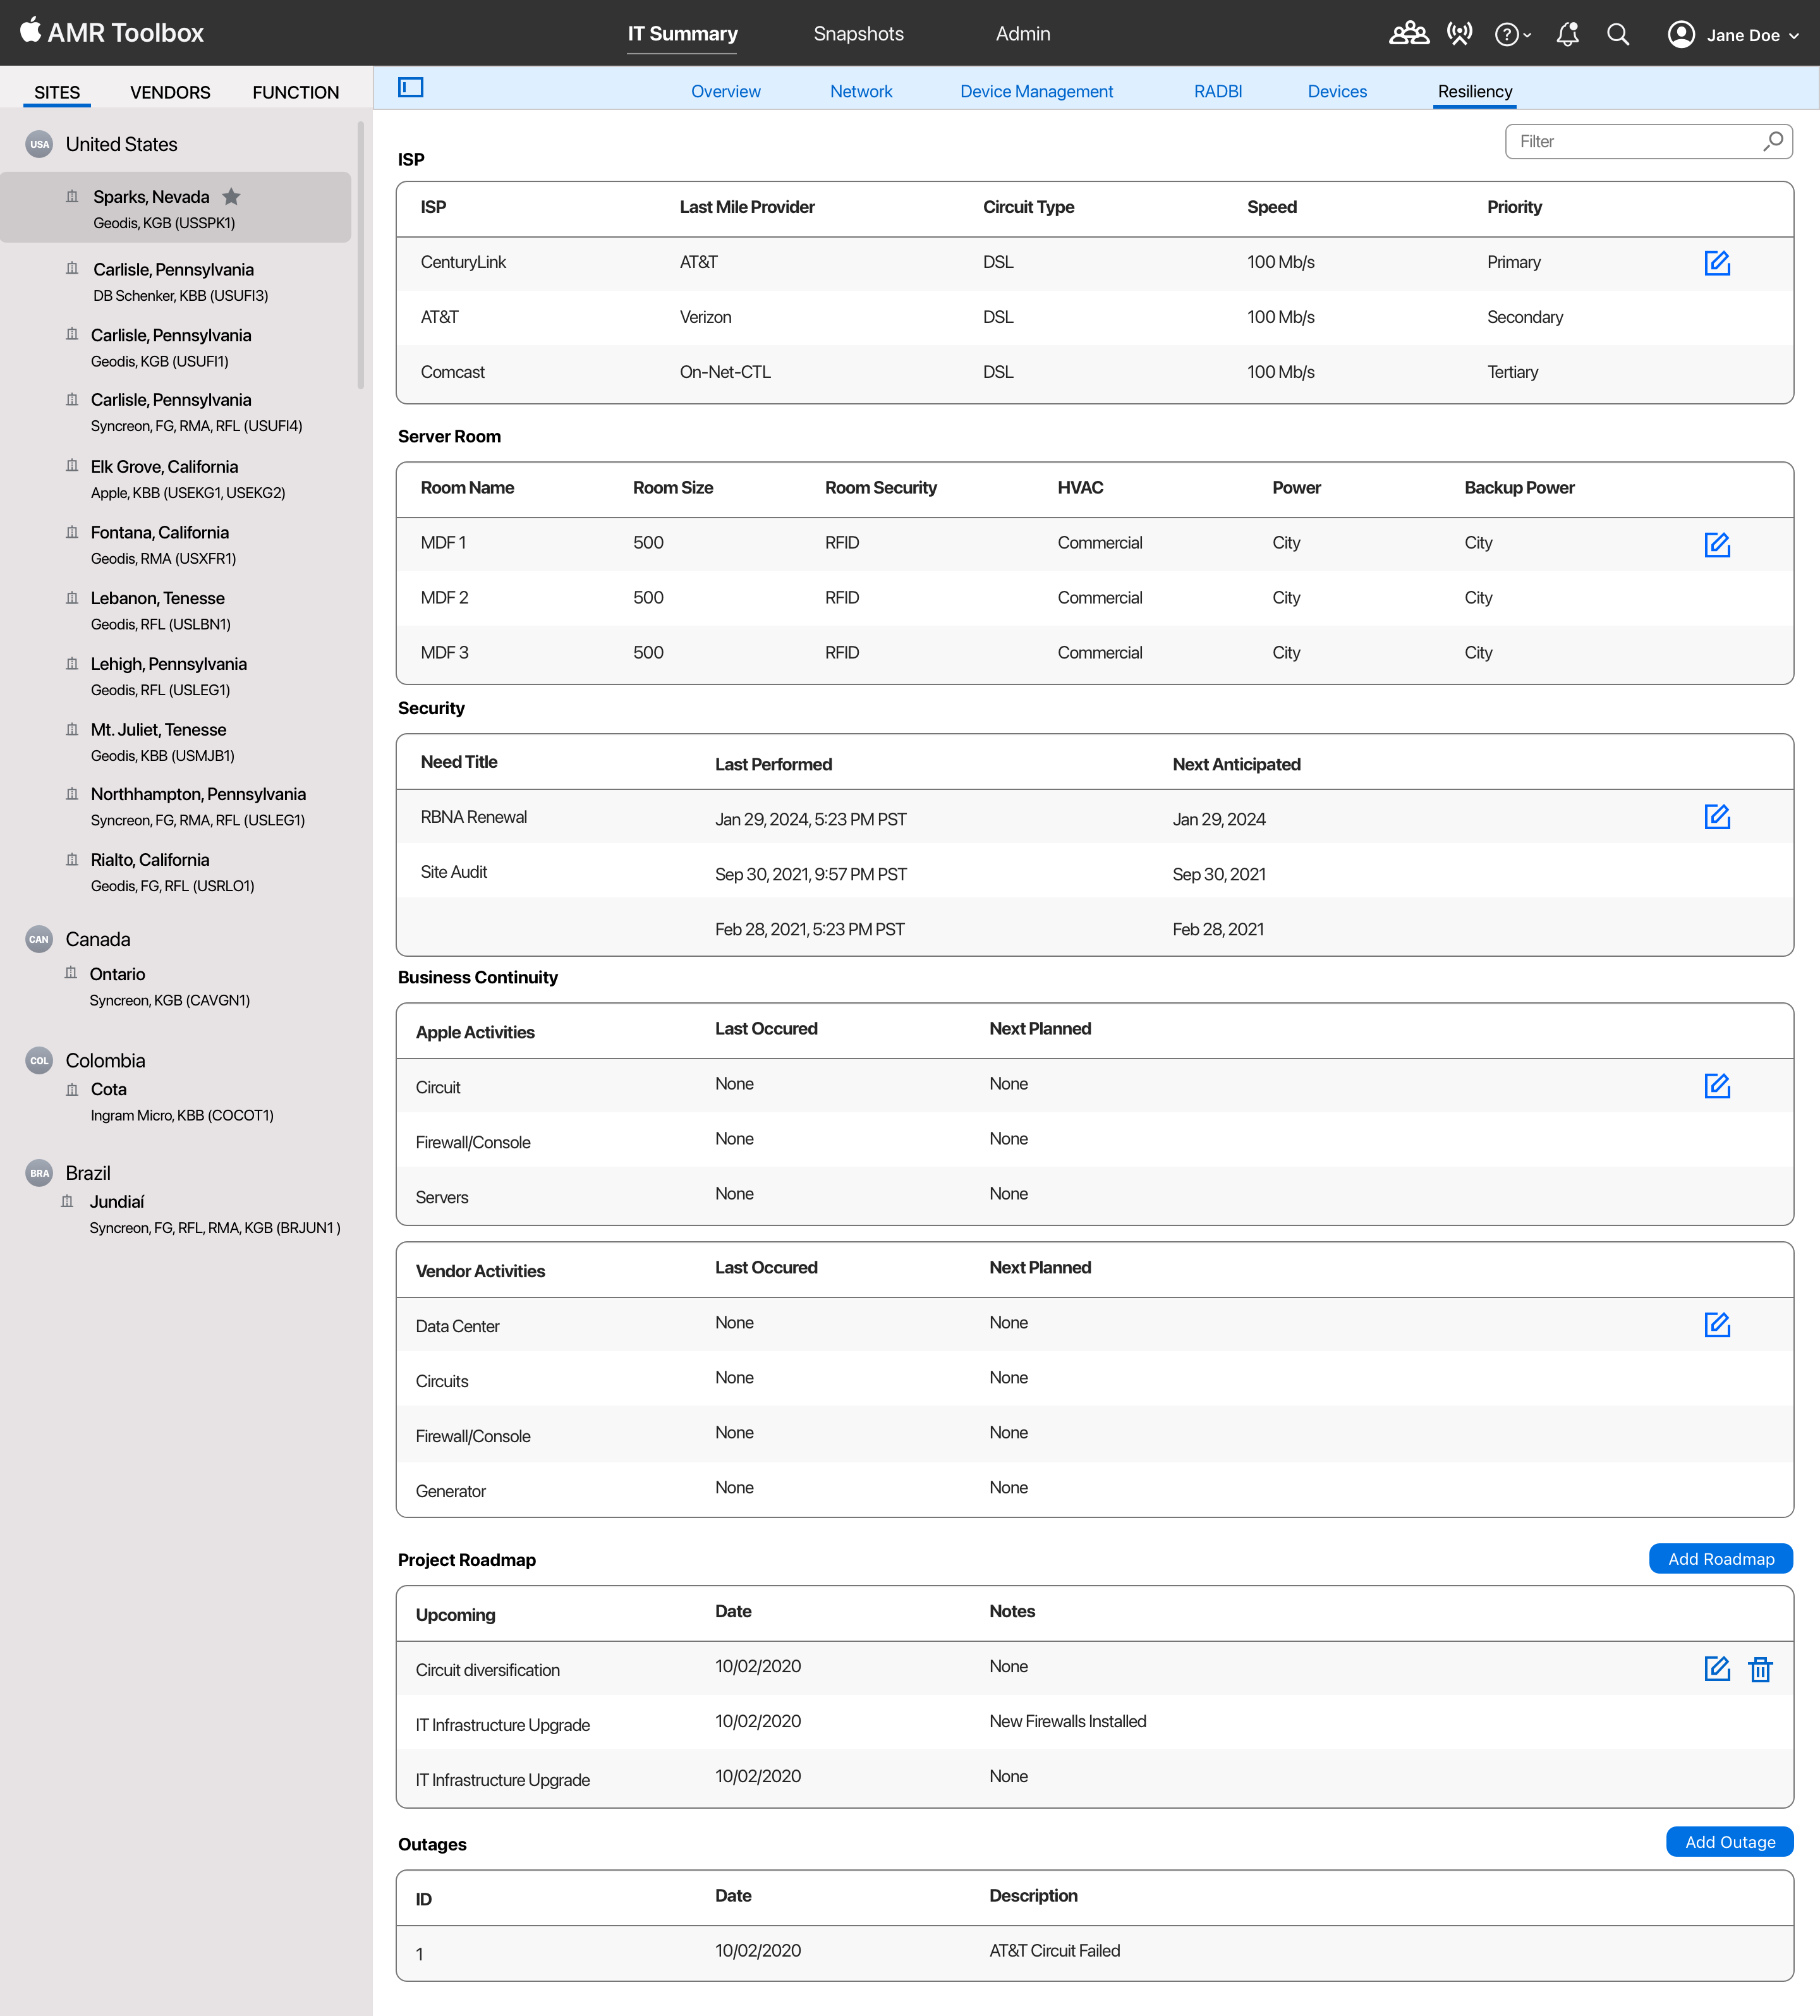 AMR Toolbox
IT Summary Snapshots Admin
Jane Doe
SITES VENDORS FUNCTION
USA United States
Sparks, Nevada
Geodis, KGB (USSPK1)
Carlisle, Pennsylvania
DB Schenker, KBB (USUFI3)
Carlisle, Pennsylvania
Geodis, KGB (USUFI1)
Carlisle, Pennsylvania
Syncreon, FG, RMA, RFL (USUFI4)
Elk Grove, California
Apple, KBB (USEKG1, USEKG2)
Fontana, California
Geodis, RMA (USXFR1)
Lebanon, Tenesse
Geodis, RFL (USLBN1)
Lehigh, Pennsylvania
Geodis, RFL (USLEG1)
Mt. Juliet, Tenesse
Geodis, KBB (USMJB1)
Northhampton, Pennsylvania
Syncreon, FG, RMA, RFL (USLEG1)
Rialto, California
Geodis, FG, RFL (USRLO1)
CAN Canada
Ontario
Syncreon, KGB (CAVGN1)
COL Colombia
Cota
Ingram Micro, KBB (COCOT1)
BRA Brazil
Jundiaí
Syncreon, FG, RFL, RMA, KGB (BRJUN1 )
Overview Network Device Management RADBI Devices Resiliency
Filter
ISP
ISP Last Mile Provider Circuit Type Speed Priority
CenturyLink AT&T DSL 100 Mb/s Primary
AT&T Verizon DSL 100 Mb/s Secondary
Comcast On-Net-CTL DSL 100 Mb/s Tertiary
Server Room
Room Name Room Size Room Security HVAC Power Backup Power
MDF 1 500 RFID Commercial City City
MDF 2 500 RFID Commercial City City
MDF 3 500 RFID Commercial City City
Security
Need Title Last Performed Next Anticipated
RBNA Renewal Jan 29, 2024, 5:23 PM PST Jan 29, 2024
Site Audit Sep 30, 2021, 9:57 PM PST Sep 30, 2021
Feb 28, 2021, 5:23 PM PST Feb 28, 2021
Business Continuity
Apple Activities Last Occured Next Planned
Circuit None None
Firewall/Console None None
Servers None None
Vendor Activities Last Occured Next Planned
Data Center None None
Circuits None None
Firewall/Console None None
Generator None None
Project Roadmap Add Roadmap
Upcoming Date Notes
Circuit diversification 10/02/2020 None
IT Infrastructure Upgrade 10/02/2020 New Firewalls Installed
IT Infrastructure Upgrade 10/02/2020 None
Outages Add Outage
ID Date Description
1 10/02/2020 AT&T Circuit Failed